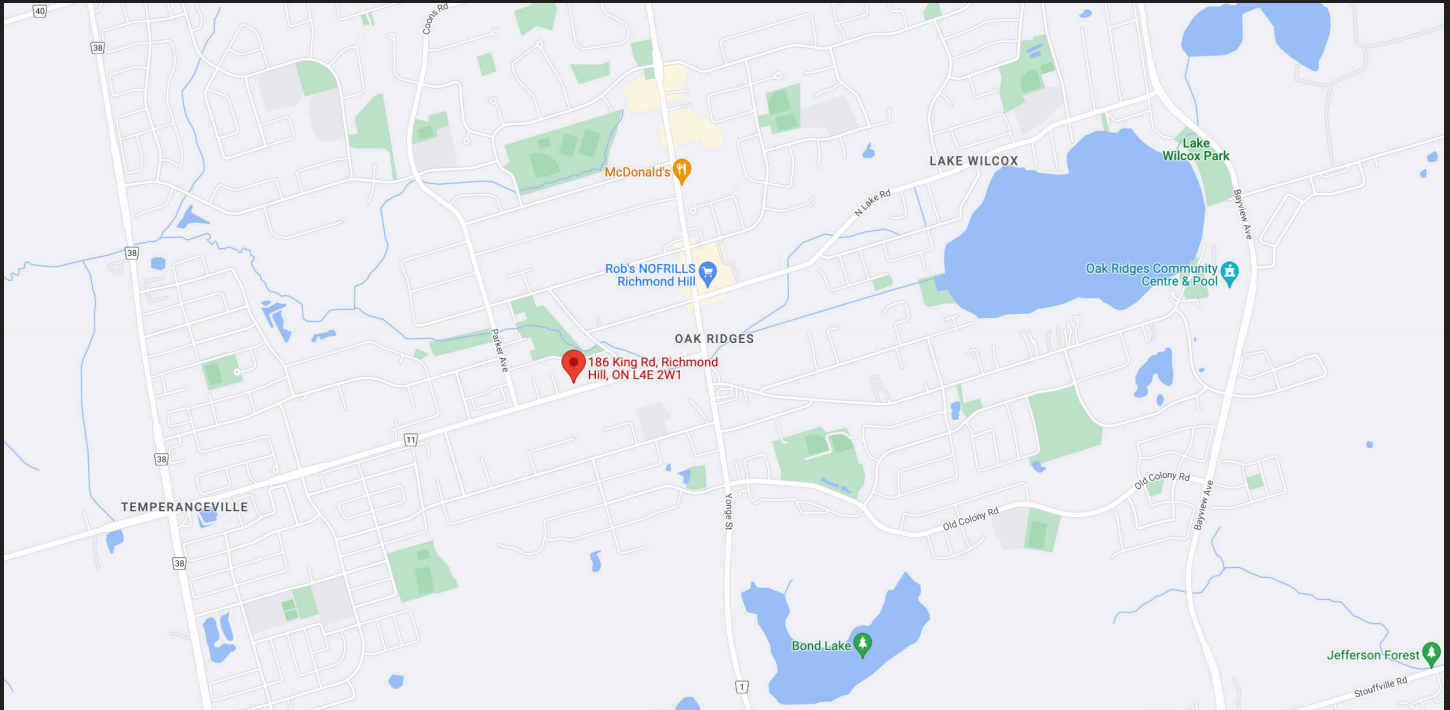 40
Coons Rd
38
Lake
Wilcox Park
LAKE WILCOX
McDonald's
N Lake Rd
Bayview Ave
38
Rob's NOFRILLS
Richmond Hill
Oak Ridges Community
Centre & Pool
OAK RIDGES
Parker Ave
186 King Rd, Richmond
Hill, ON L4E 2W1
11
38
Old Colony Rd
TEMPERANCEVILLE
Yonge St
Old Colony Rd
Bayview Ave
38
Bond Lake
Jefferson Forest
1
Stouffville Rd